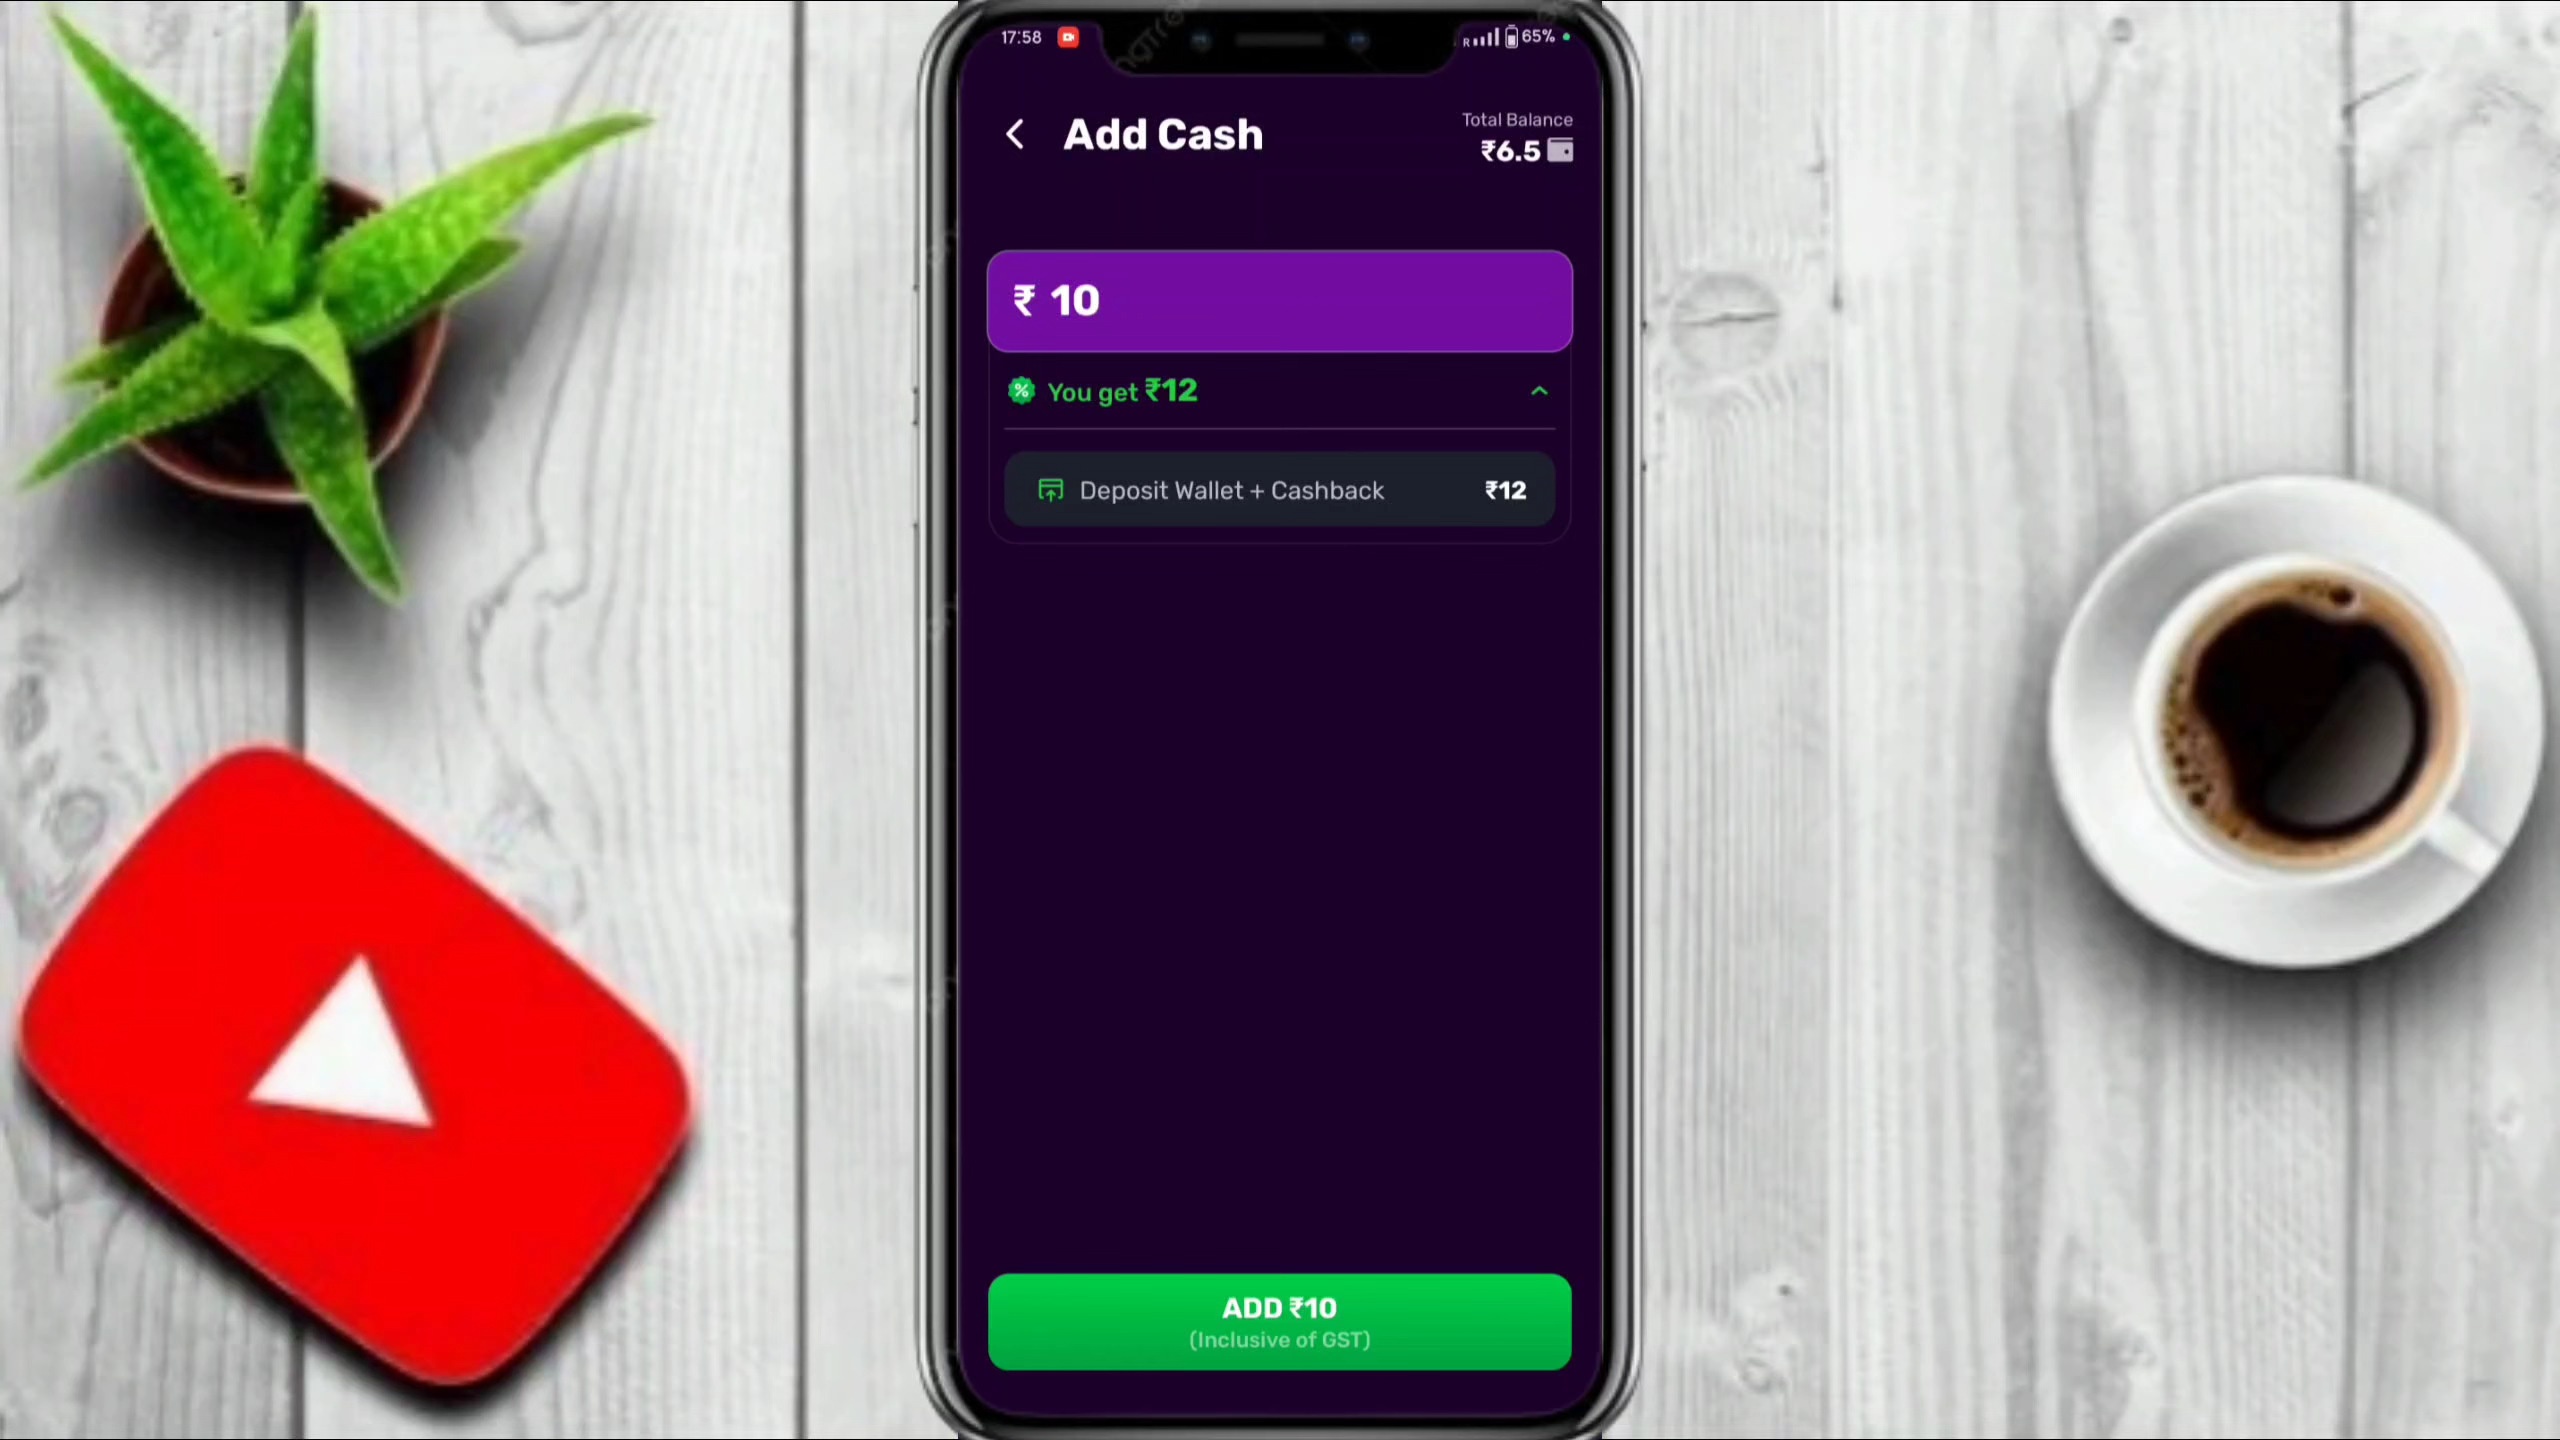 17:58
R 65%
Add Cash
Total Balance
₹6.5
₹ 10
% You get ₹12
Deposit Wallet + Cashback ₹12
ADD ₹10
(Inclusive of GST)